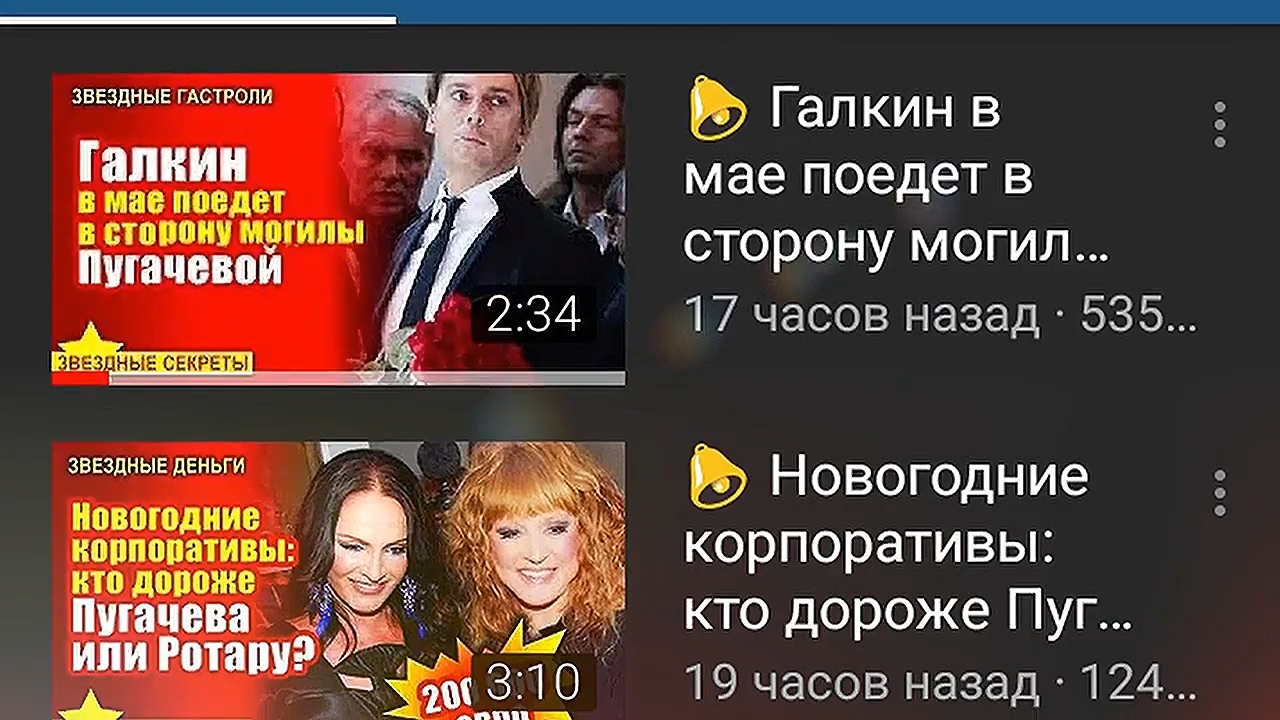 ЗВЕЗДНЫЕ ГАСТРОЛИ
Галкин
в мае поедет
в сторону могилы
Пугачевой
2:34
ЗВЕЗДНЫЕ СЕКРЕТЫ
Галкин в
мае поедет в
сторону могил...
17 часов назад · 535...
ЗВЕЗДНЫЕ ДЕНЬГИ
Новогодние
корпоративы:
кто дороже
Пугачева
или Ротару?
200
3:10
Новогодние
корпоративы:
кто дороже Пуг...
19 часов назад · 124...